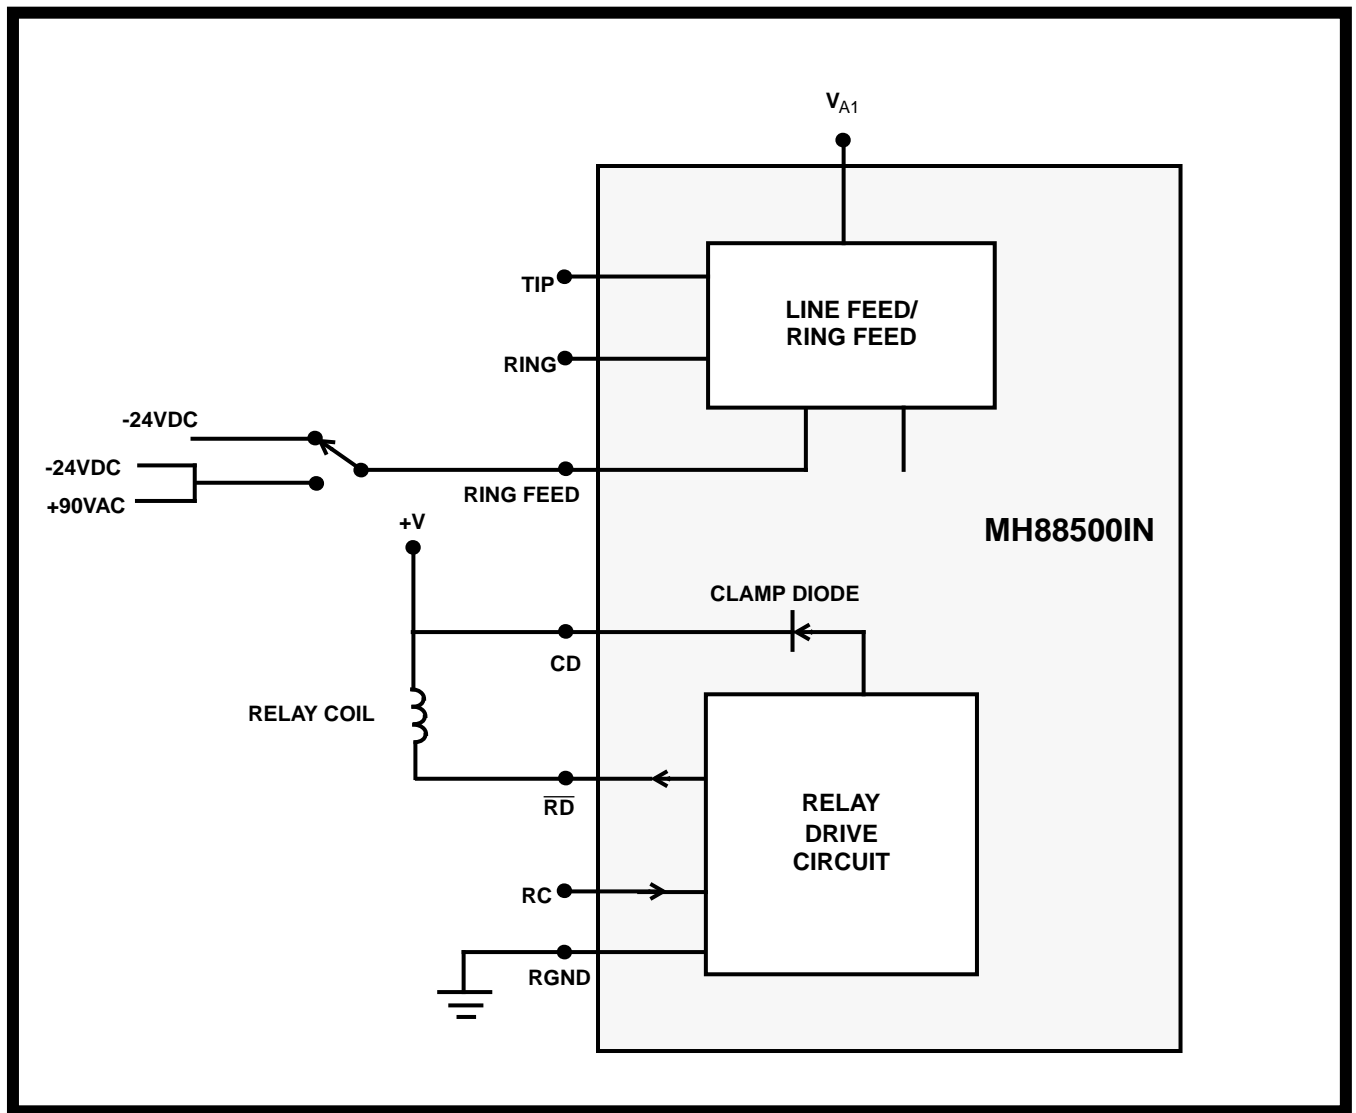 VA1
TIP
LINE FEED/
RING FEED
RING
-24VDC
-24VDC
+90VAC
RING FEED
+V
MH88500IN
CLAMP DIODE
CD
RELAY COIL
RD
RELAY
DRIVE
CIRCUIT
RC
RGND